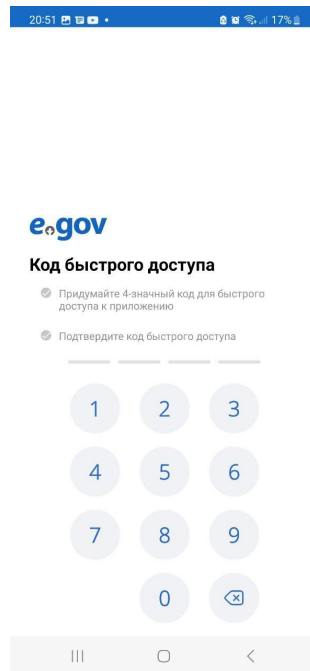 20:51
17%
e.gov
Код быстрого доступа
Придумайте 4-значный код для быстрого
доступа к приложению
Подтвердите код быстрого доступа
1 2 3
4 5 6
7 8 9
0